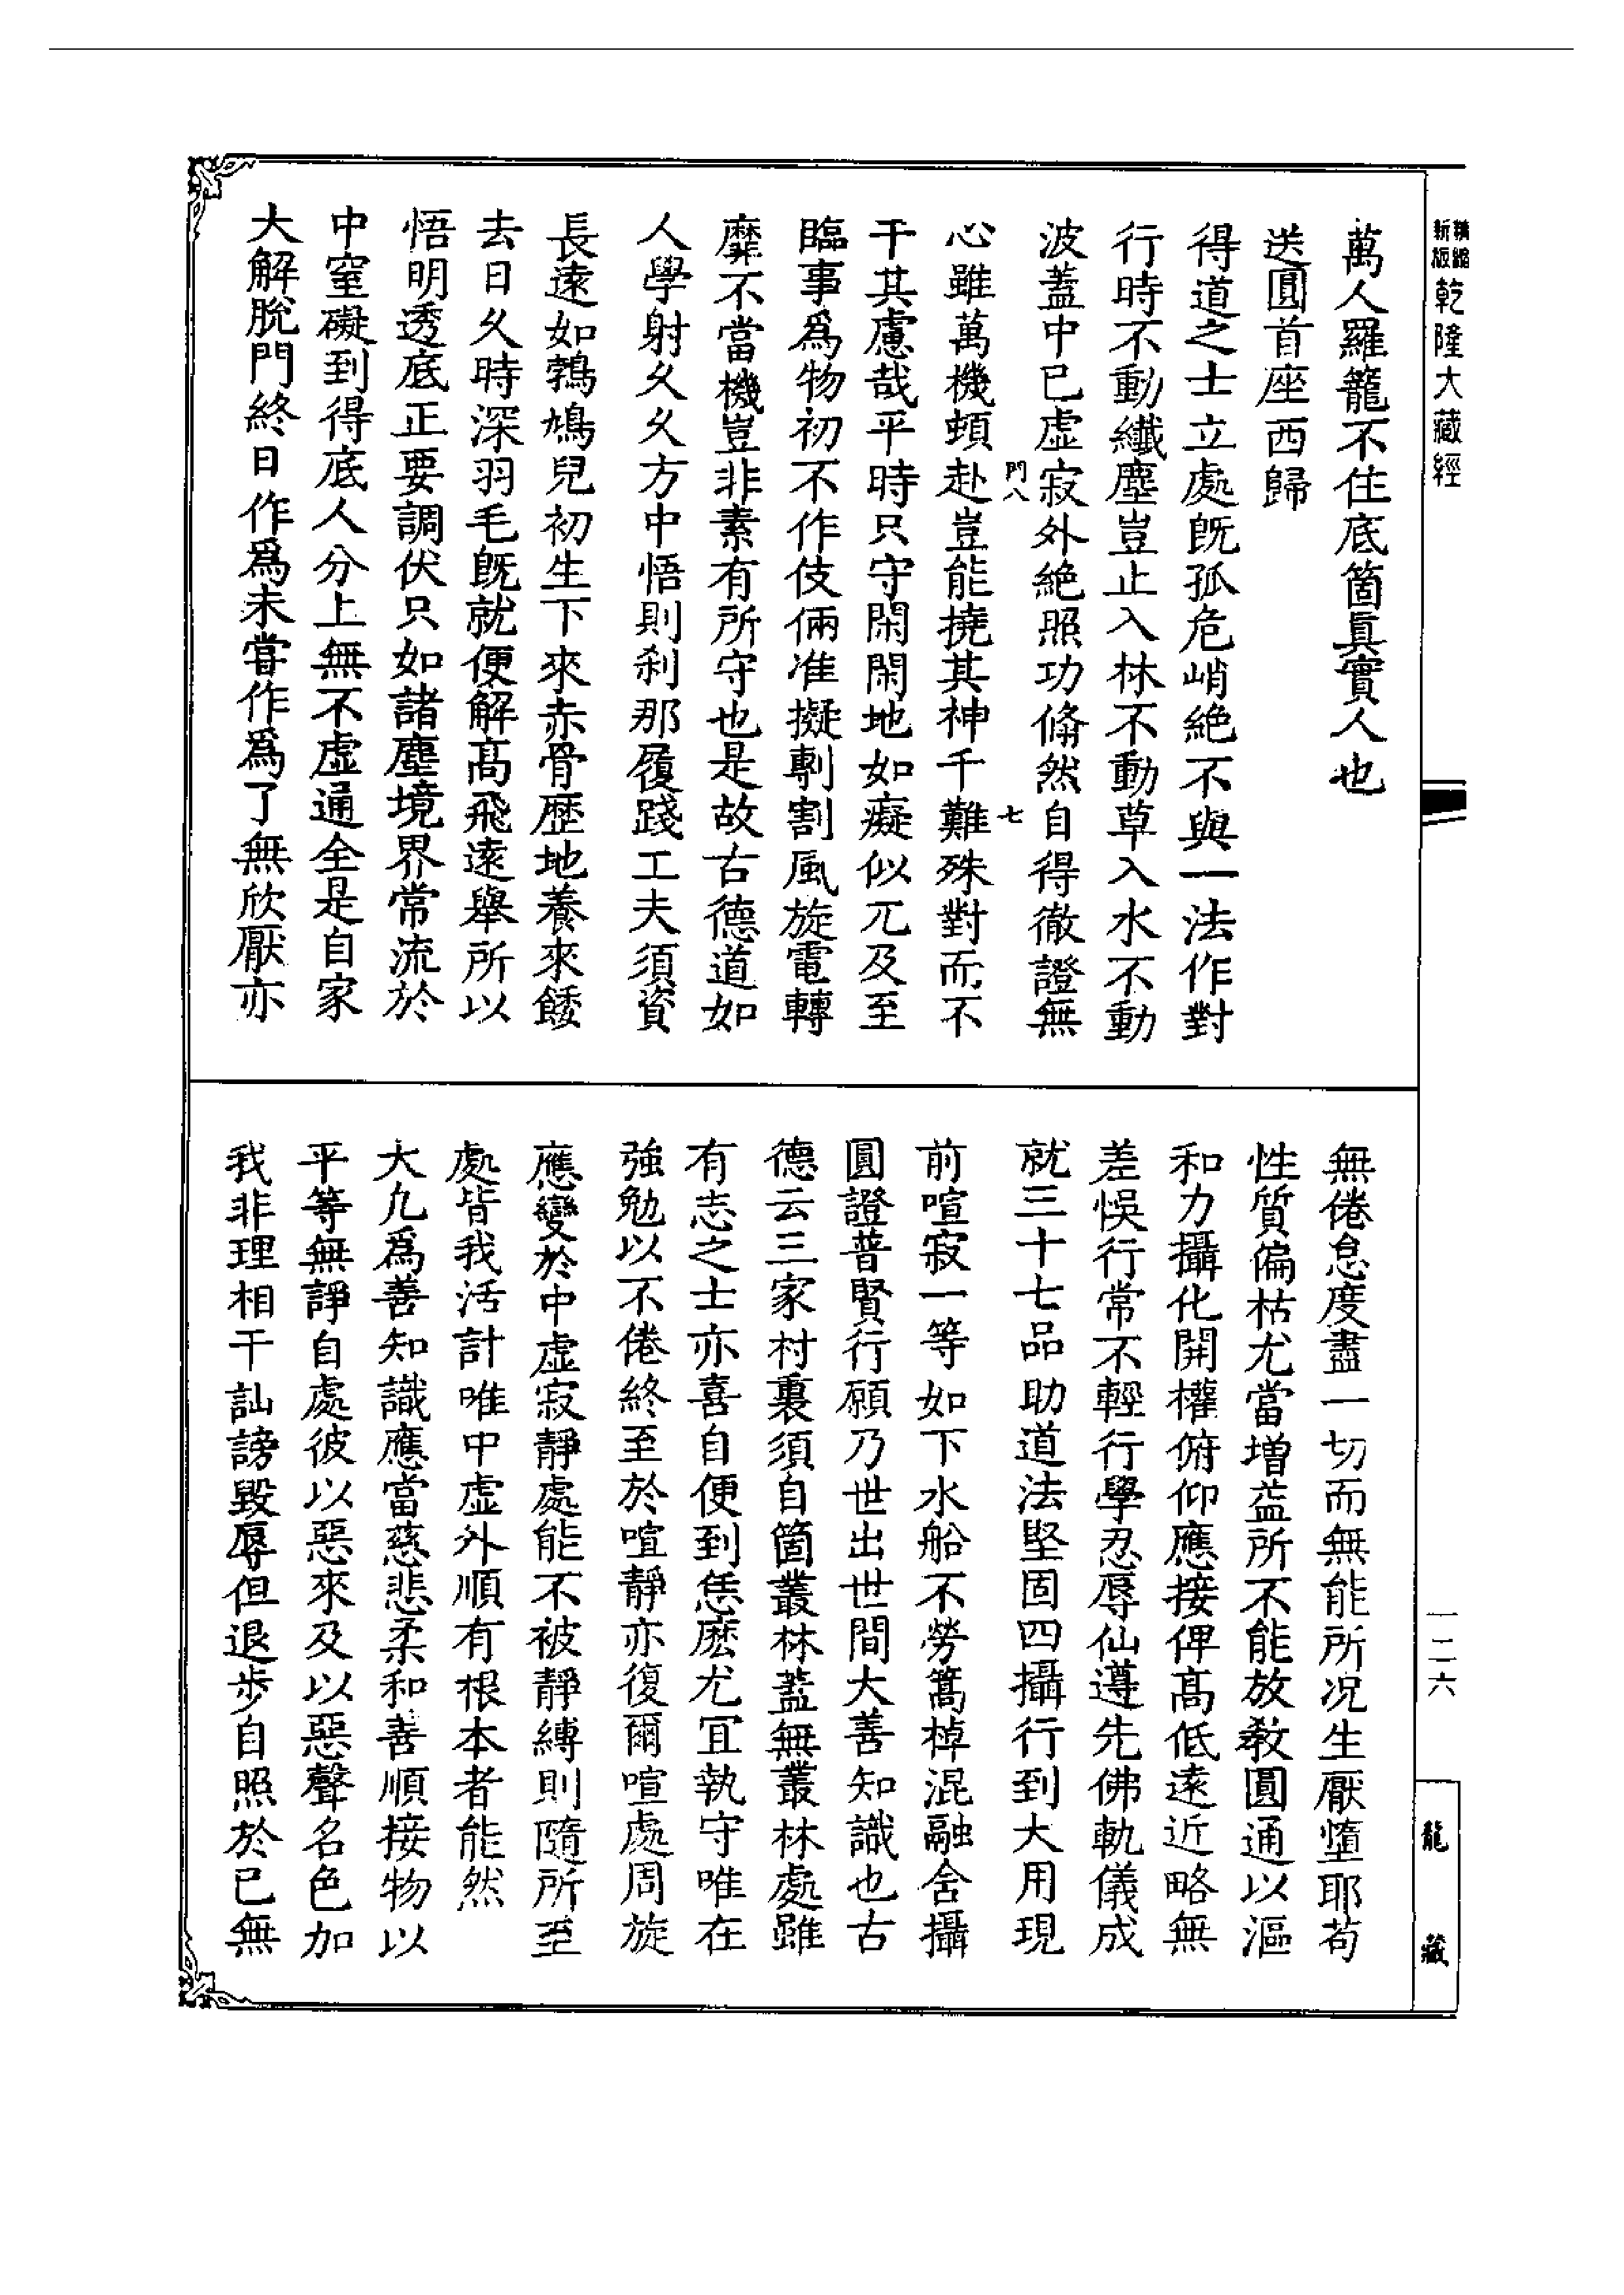 精縮新版乾隆大藏經
一二六
龍藏
萬人羅籠不住底箇眞實人也
送圓首座西歸
得道之士立處旣孤危峭絶不與一法作對
行時不動纎塵豈止入林不動草入水不動
波蓋中已虚寂外絶照功翛然自得徹證無
門八
七
心雖萬機頓赴豈能撓其神千難殊對而不
干其慮哉平時只守閑閑地如癡似兀及至
臨事爲物初不作伎倆准擬剸割風旋電轉
靡不當機豈非素有所守也是故古德道如
人學射久久方中悟則刹那履踐工夫須資
長遠如鵓鳩兒初生下來赤骨歷地養來餧
去日久時深羽毛旣就便解髙飛遠舉所以
悟明透底正要調伏只如諸塵境界常流於
中窒礙到得底人分上無不虚通全是自家
大解脫門終日作爲未甞作爲了無欣厭亦
無倦怠度盡一切而無能所况生厭墮耶苟
性質偏枯尤當增益所不能放敎圓通以漚
和力攝化開權俯仰應接俾髙低遠近略無
差悞行常不輕行學忍辱仙遵先佛軌儀成
就三十七品助道法堅固四攝行到大用現
前喧寂一等如下水船不勞篙棹混融含攝
圓證普賢行願乃世出世間大善知識也古
德云三家村裏須自箇叢林葢無叢林處雖
有志之士亦喜自便到恁麽尤宜執守唯在
強勉以不倦終至於喧靜亦復爾喧處周旋
應變於中虚寂靜處能不被靜縛則隨所至
處皆我活計唯中虚外順有根本者能然
大凢爲善知識應當慈悲柔和善順接物以
平等無諍自處彼以惡來及以惡聲名色加
我非理相干訕謗毀辱但退步自照於已無